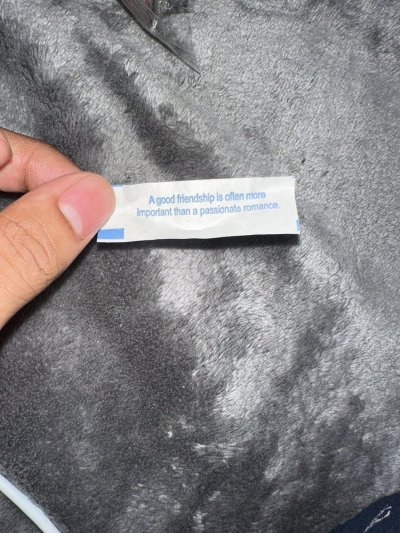 A good friendship is often more
important than a passionate romance.